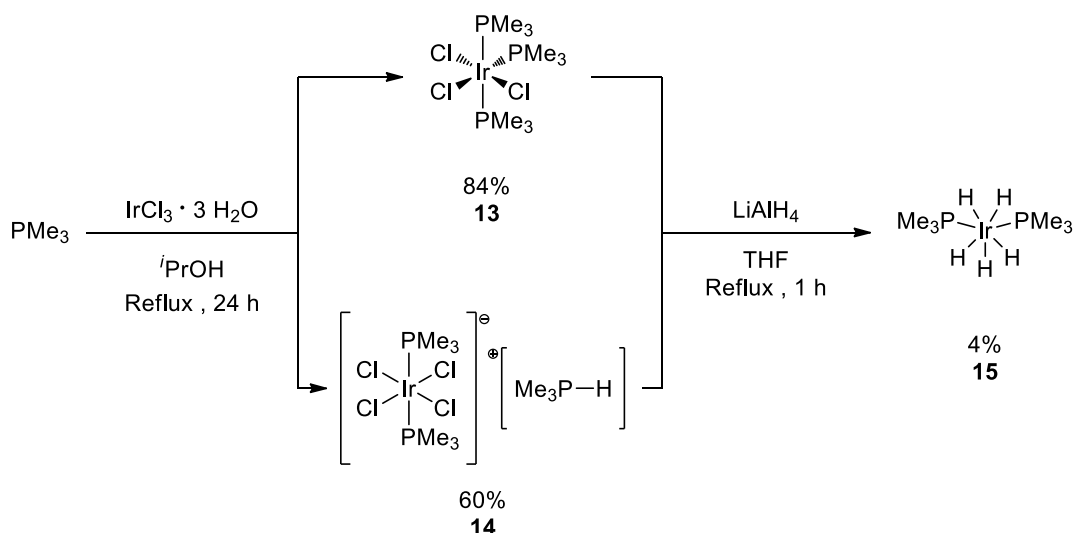 PMe3
Cl
PMe3
Ir
Cl
Cl
PMe3
84%
13
PMe3
IrCl3 · 3 H2O
iPrOH
Reflux , 24 h
LiAlH4
THF
Reflux , 1 h
H
H
Me3P
Ir
PMe3
H
H
H
4%
15
PMe3
Cl
Cl
Ir
Cl
Cl
PMe3
⊖
⊕
Me3P
H
60%
14